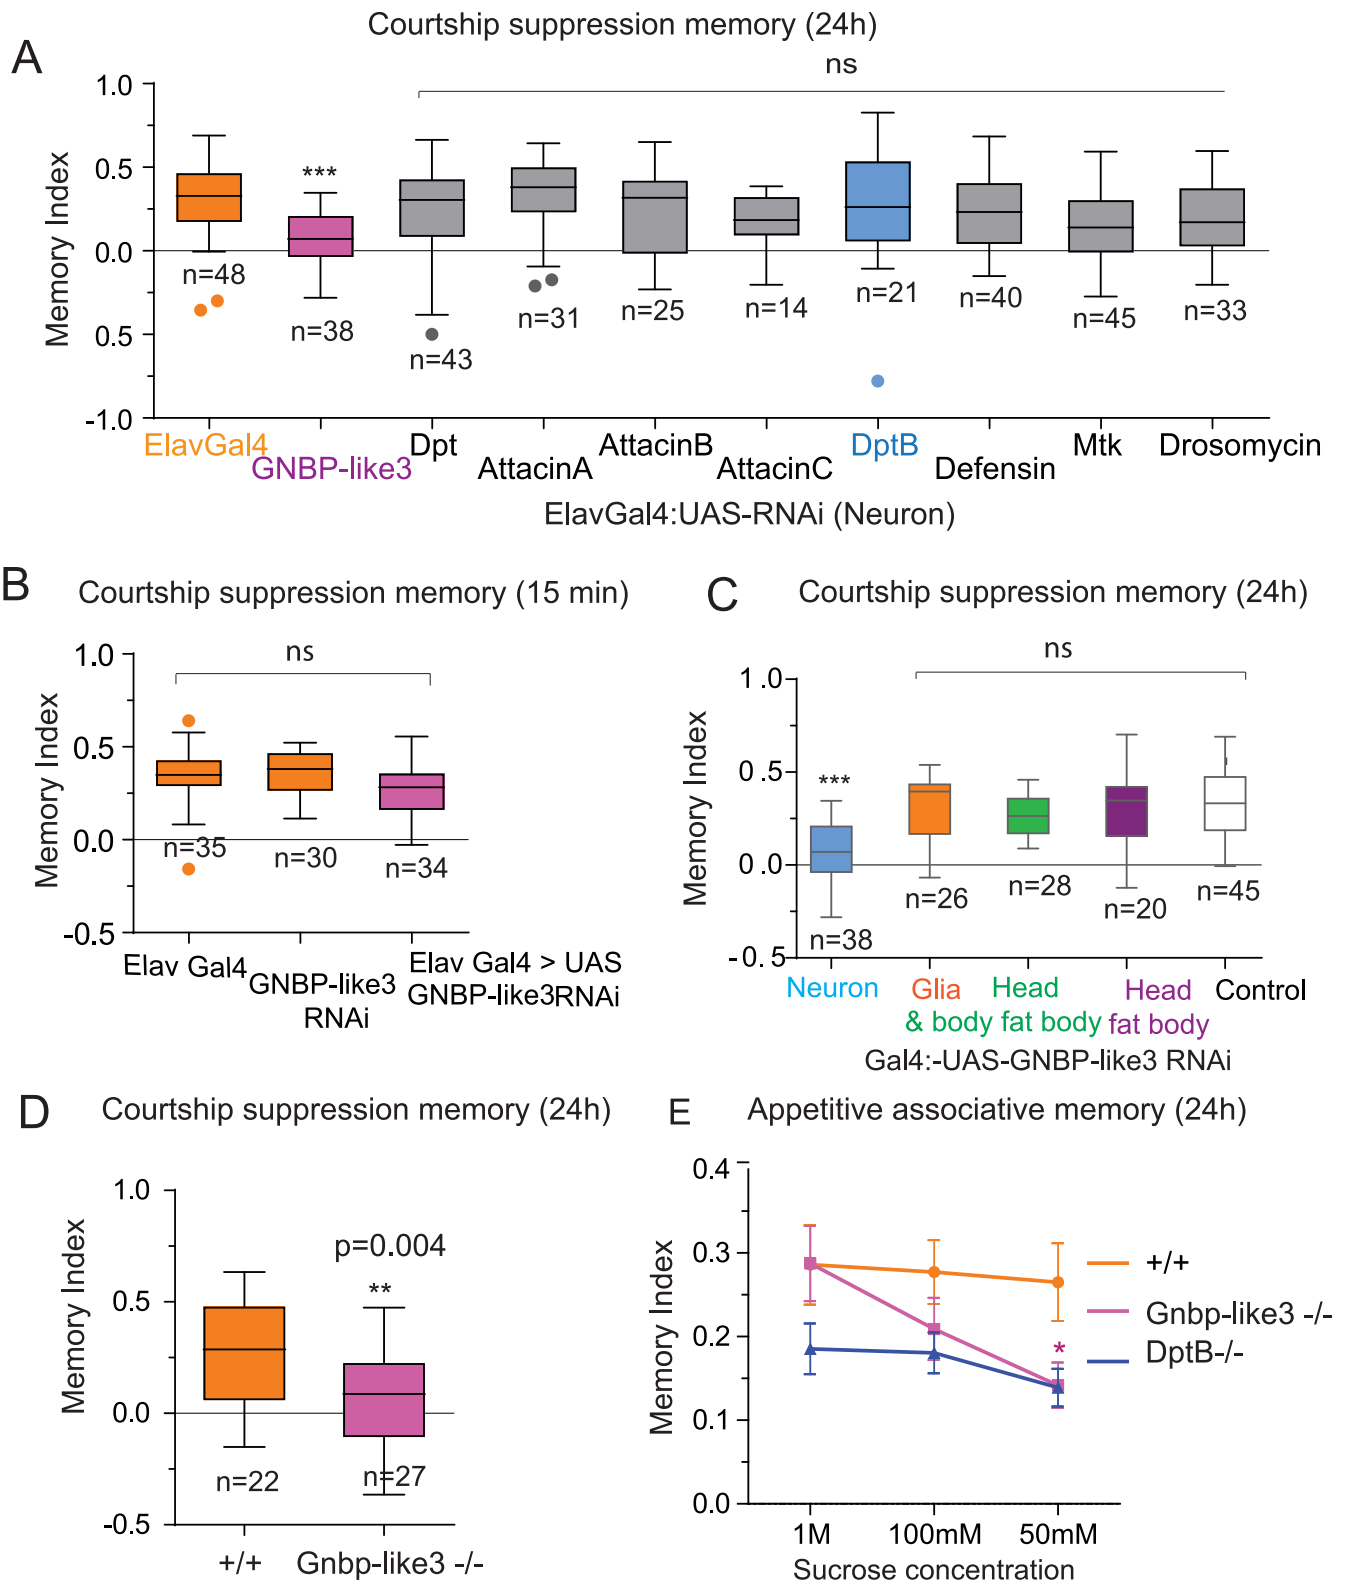 A
Courtship suppression memory (24h)
ns
***
Memory Index
1.0
0.5
0.0
0.5
-1.0
n=48
n=38
n=43
n=31
n=25
n=14
n=21
n=40
n=45
n=33
ElavGal4
GNBP-like3
Dpt
AttacinA
AttacinB
AttacinC
DptB
Defensin
Mtk
Drosomycin
ElavGal4:UAS-RNAi (Neuron)
B
Courtship suppression memory (15 min)
ns
Memory Index
1.0
0.5
0.0
-0.5
n=35
n=30
n=34
Elav Gal4
GNBP-like3
RNAi
Elav Gal4 > UAS
GNBP-like3RNAi
C
Courtship suppression memory (24h)
ns
***
Memory Index
1.0
0.5
0.0
-0.5
n=38
n=26
n=28
n=20
n=45
Neuron
Glia
Head
& body fat body
Head
fat body
Control
Gal4:-UAS-GNBP-like3 RNAi
D
Courtship suppression memory (24h)
Memory Index
1.0
0.5
0.0
-0.5
p=0.004
**
n=22
n=27
+/+
Gnbp-like3 -/-
E
Appetitive associative memory (24h)
Memory Index
0.4
0.3
0.2
0.1
0.0
*
+/+
Gnbp-like3 -/-
DptB-/-
1M
100mM
50mM
Sucrose concentration